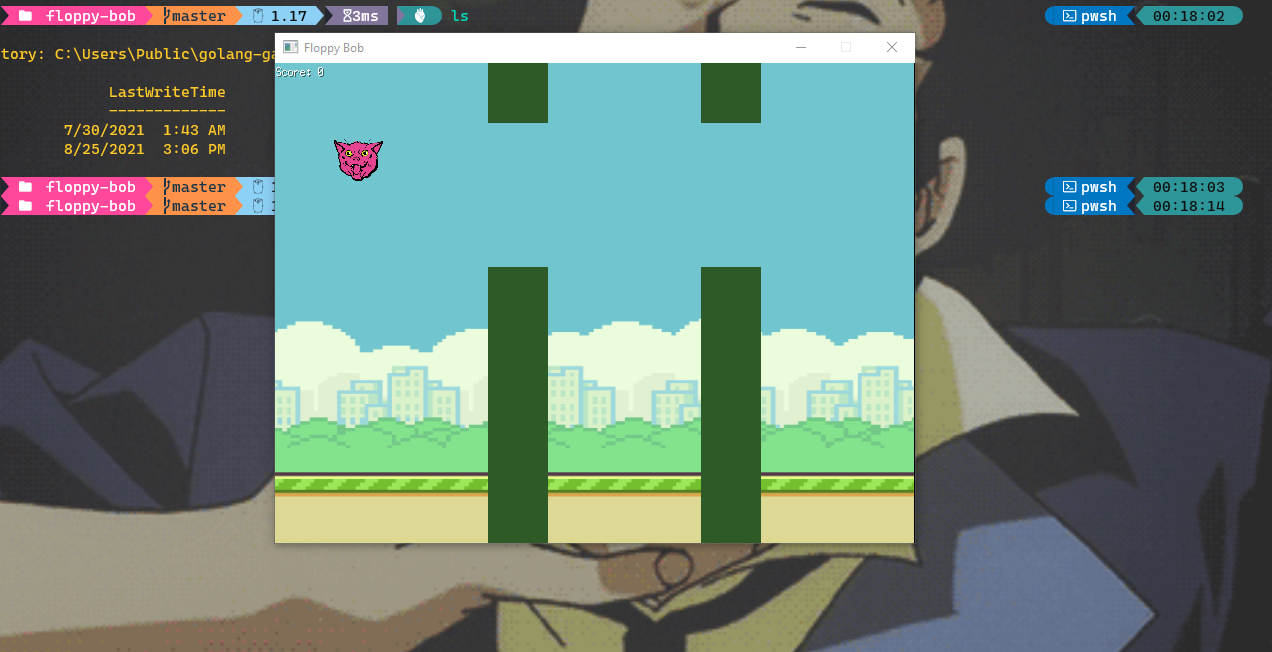 floppy-bob master 1.17 3ms ls pwsh 00:18:02
Floppy Bob
tory: C:\Users\Public\golang-ga
Score: 0
LastWriteTime
-------------
7/30/2021 1:43 AM
8/25/2021 3:06 PM
floppy-bob master 1 pwsh 00:18:03
floppy-bob master 1 pwsh 00:18:14